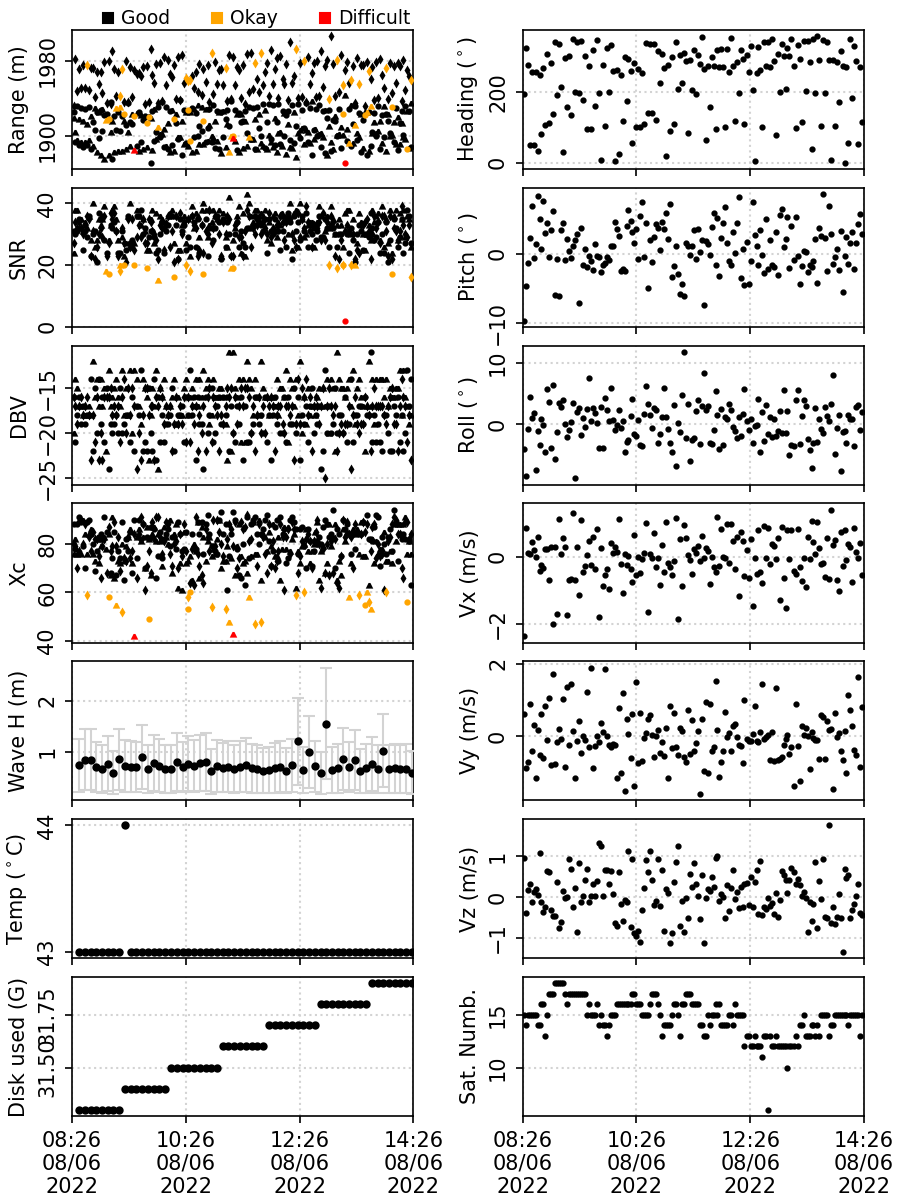 Good Okay Difficult
Range (m)
1980
1900
Heading (°)
200
0
SNR
40
20
0
Pitch (°)
0
−10
DBV
−15
−20
−25
Roll (°)
10
0
Xc
80
60
40
Vx (m/s)
0
−2
Wave H (m)
2
1
Vy (m/s)
2
0
Temp (°C)
44
43
Vz (m/s)
1
0
−1
Disk used (G)
31.75
31.50
Sat. Numb.
15
10
08:26 10:26 12:26 14:26
08/06 08/06 08/06 08/06
2022 2022 2022 2022
08:26 10:26 12:26 14:26
08/06 08/06 08/06 08/06
2022 2022 2022 2022